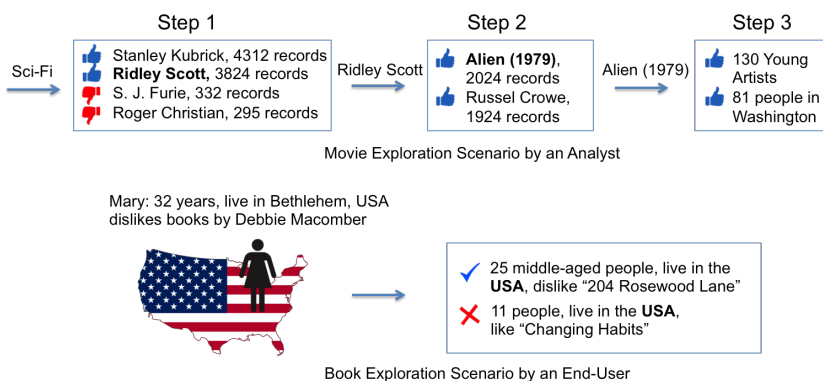 Step 1
Step 2
Step 3
Sci-Fi
Stanley Kubrick, 4312 records
Ridley Scott, 3824 records
S. J. Furie, 332 records
Roger Christian, 295 records
Ridley Scott
Alien (1979),
2024 records
Russel Crowe,
1924 records
Alien (1979)
130 Young
Artists
81 people in
Washington
Movie Exploration Scenario by an Analyst
Mary: 32 years, live in Bethlehem, USA
dislikes books by Debbie Macomber
25 middle-aged people, live in the
USA, dislike “204 Rosewood Lane”
11 people, live in the USA,
like “Changing Habits”
Book Exploration Scenario by an End-User